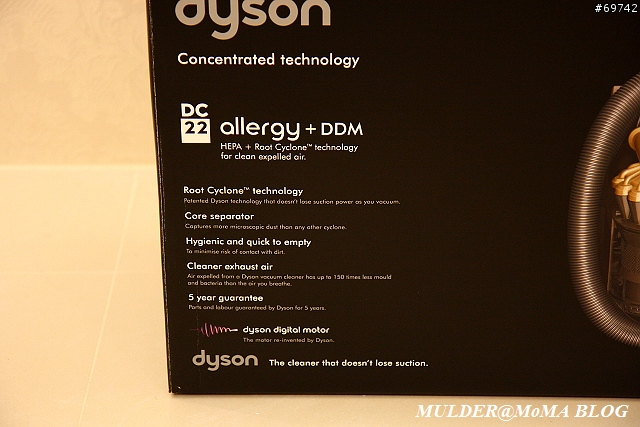 #69742
dyson
Concentrated technology
DC
22 allergy + DDM
HEPA + Root Cyclone™ technology
for clean expelled air.
Root Cyclone™ technology
Patented Dyson technology that doesn't lose suction power as you vacuum.
Core separator
Captures more microscopic dust than any other cyclone.
Hygienic and quick to empty
To minimise risk of contact with dirt.
Cleaner exhaust air
Air expelled from a Dyson vacuum cleaner has up to 150 times less mould
and bacteria than the air you breathe.
5 year guarantee
Parts and labour guaranteed by Dyson for 5 years.
dyson digital motor
The motor re-invented by Dyson.
dyson The cleaner that doesn't lose suction.
MULDER@MoMA BLOG